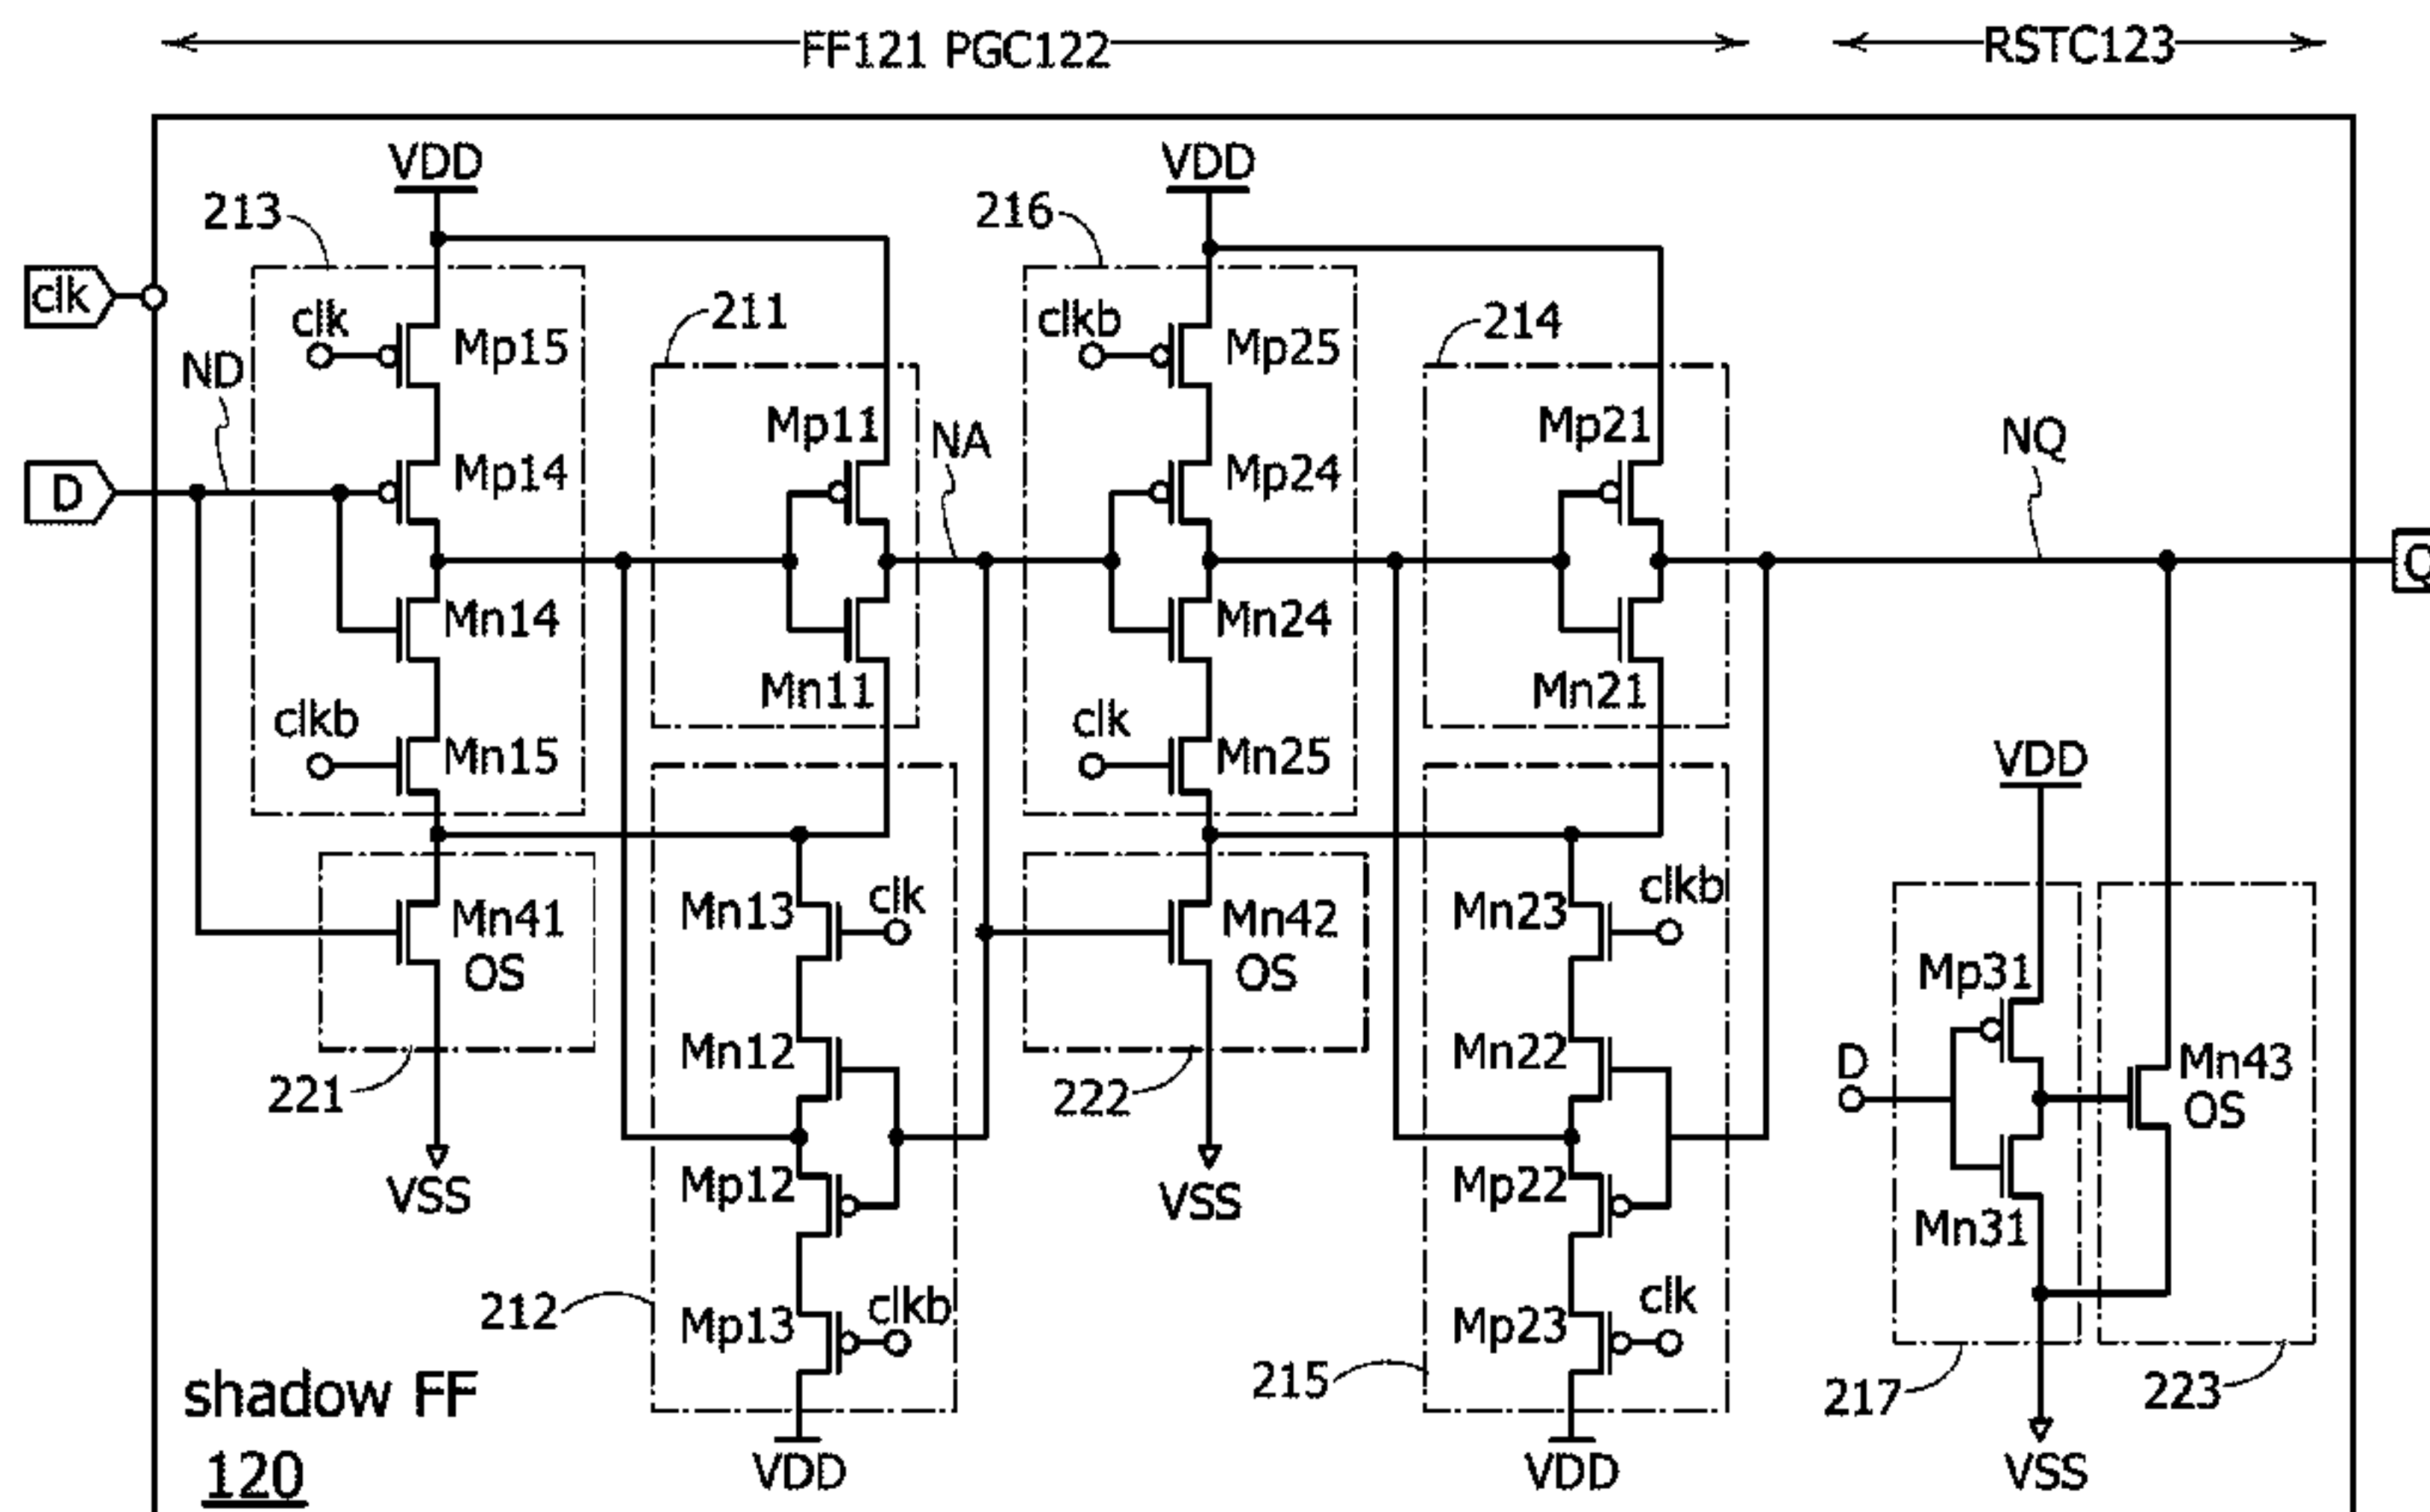 FF121 PGC122
RSTC123
VDD
VDD
213
216
clk
clk
211
clkb
214
Mp15
Mp25
ND
Mp11
NA
Mp21
NQ
D
Mp14
Mp24
Q
Mn14
Mn24
Mn11
Mn21
clkb
clk
Mn15
Mn25
VDD
Mn41
OS
Mn13
clk
Mn42
OS
Mn23
clkb
Mp31
Mn12
Mn22
D
Mn43
OS
221
222
VSS
Mp12
VSS
Mp22
Mn31
212
Mp13
clkb
Mp23
clk
215
217
223
shadow FF
120
VDD
VDD
VSS